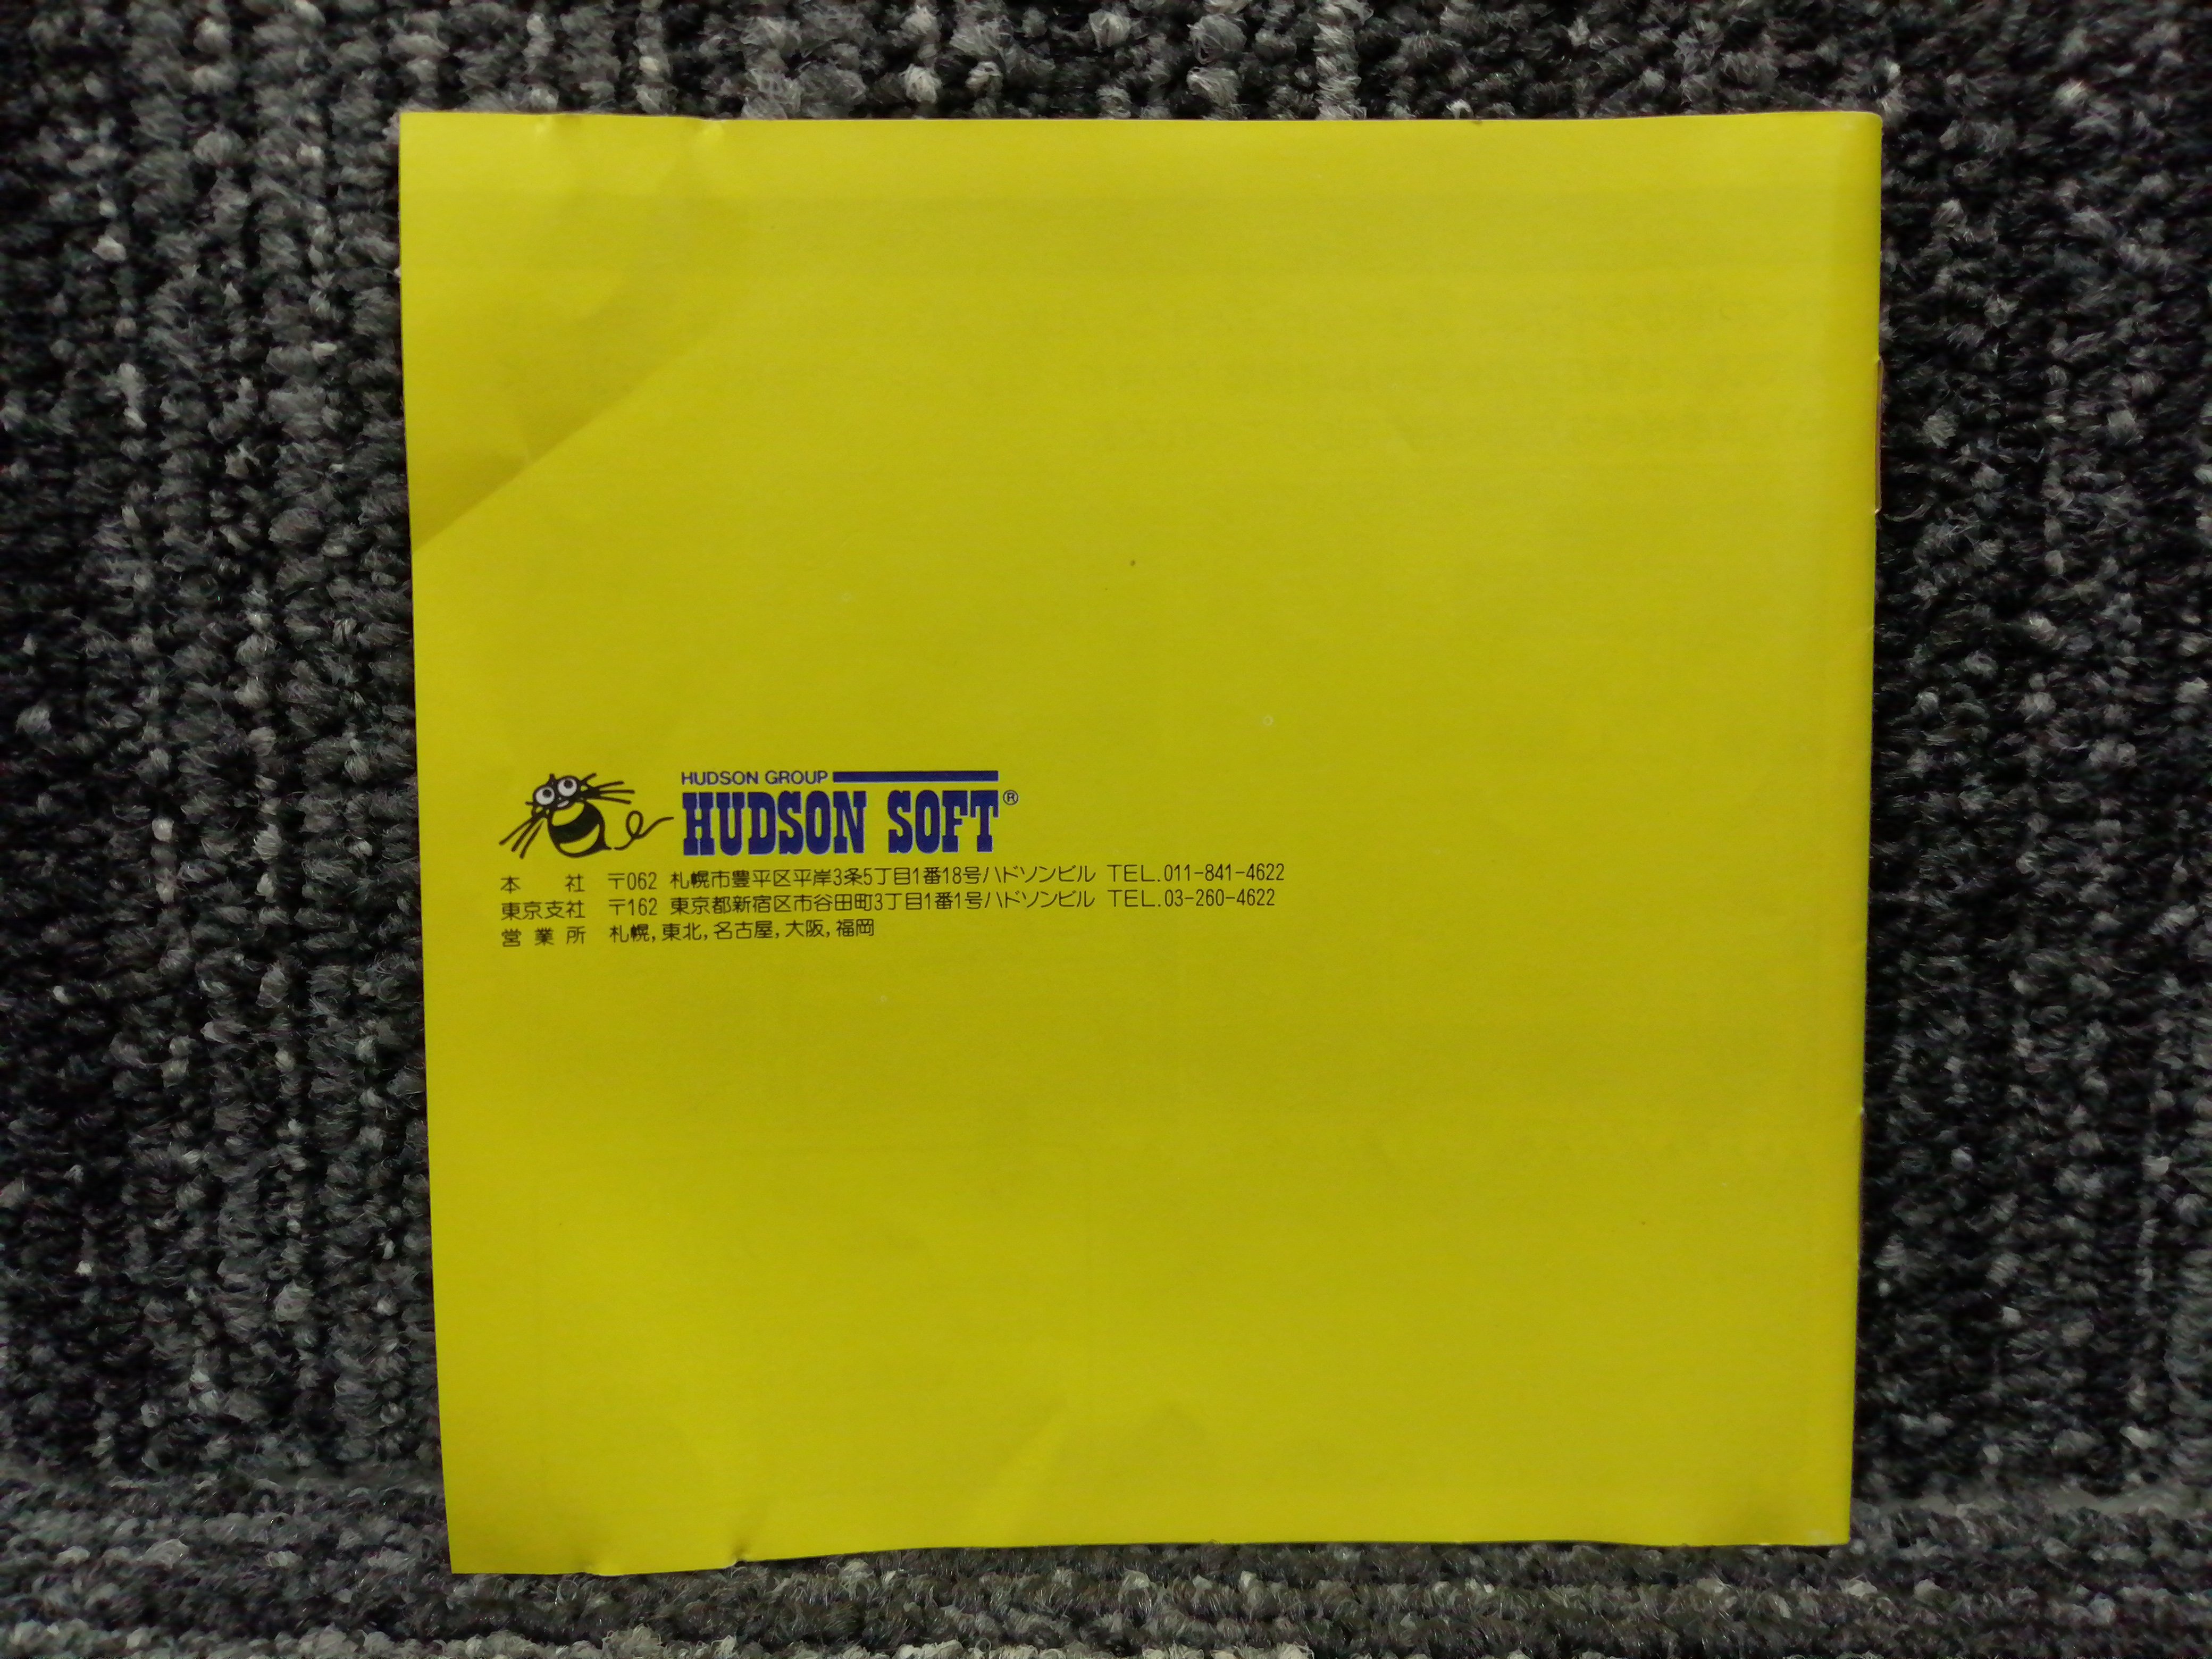 HUDSON GROUP
HUDSON SOFT®
本社 〒062 札幌市豊平区平岸3条5丁目1番18号ハドソンビル TEL.011-841-4622
東京支社 〒162 東京都新宿区市谷田町3丁目1番1号ハドソンビル TEL.03-260-4622
営業所 札幌,東北,名古屋,大阪,福岡